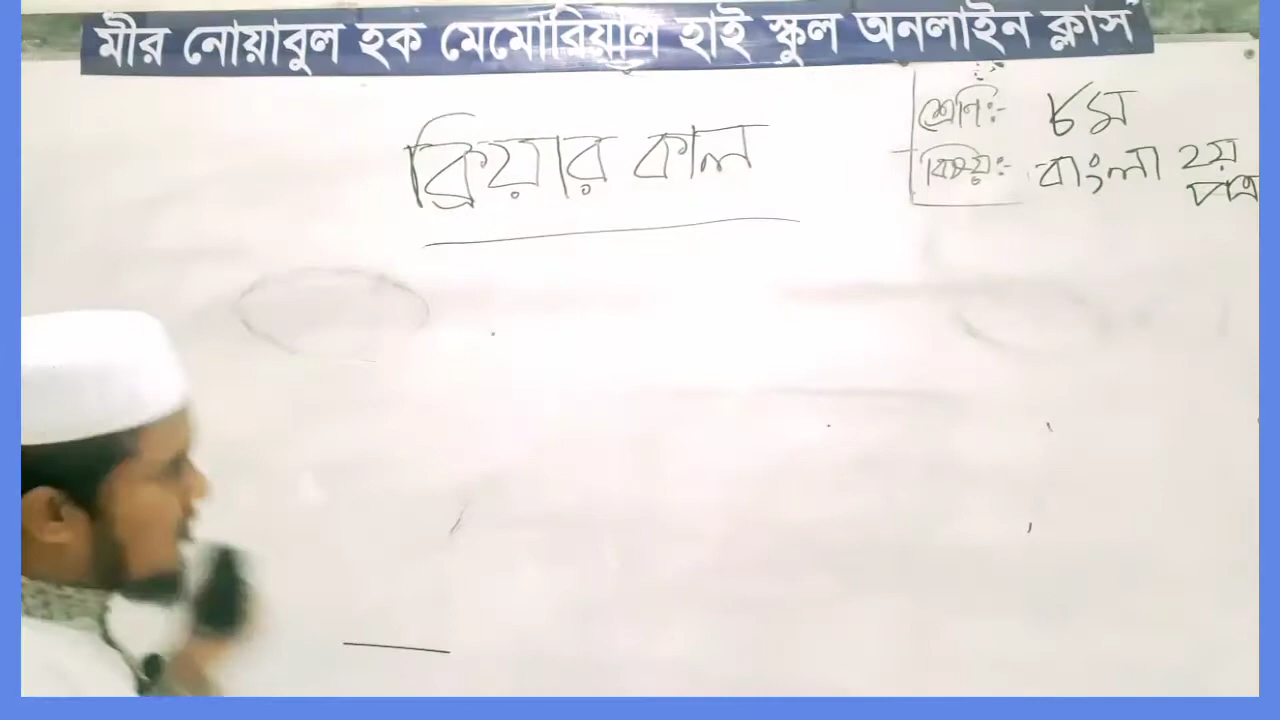 মীর নোয়াবুল হক মেমোরিয়াল হাই স্কুল অনলাইন ক্লাস
ক্রিয়ার কাল
শ্রেণি:- ৮ম
বিষয়:- বাংলা ২য়
পত্র